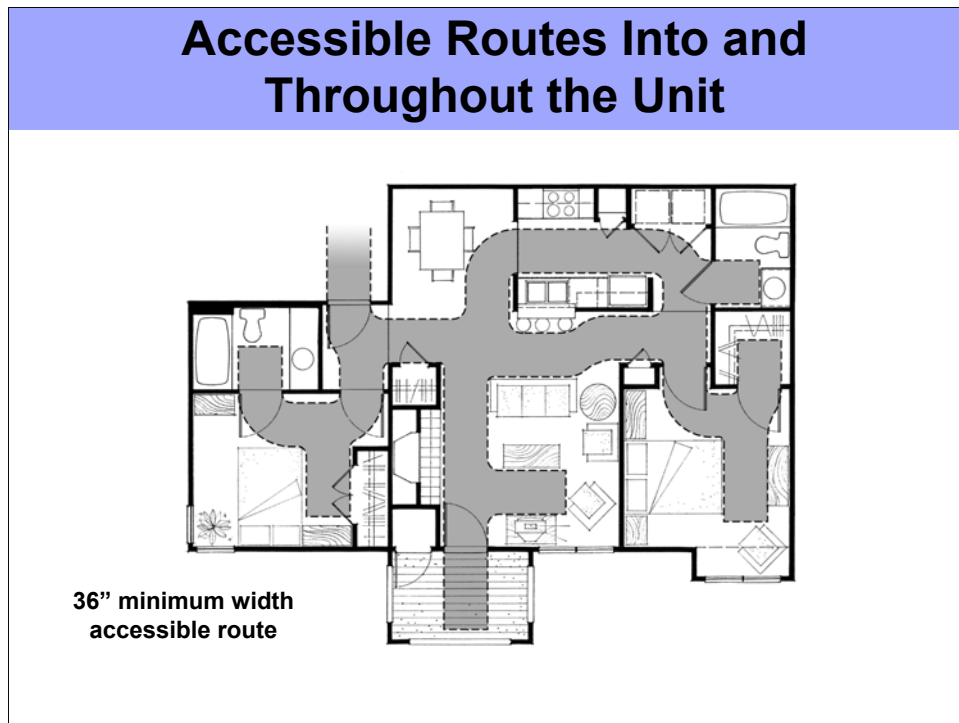 Accessible Routes Into and
Throughout the Unit
36” minimum width
accessible route